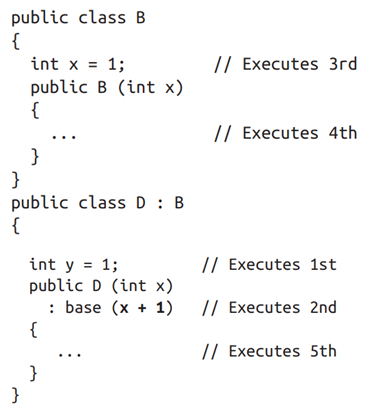 public class B
{
  int x = 1;         // Executes 3rd
  public B (int x)
  {
    ...              // Executes 4th
  }
}
public class D : B
{
  int y = 1;         // Executes 1st
  public D (int x)
    : base (x + 1)   // Executes 2nd
  {
     ...             // Executes 5th
  }
}